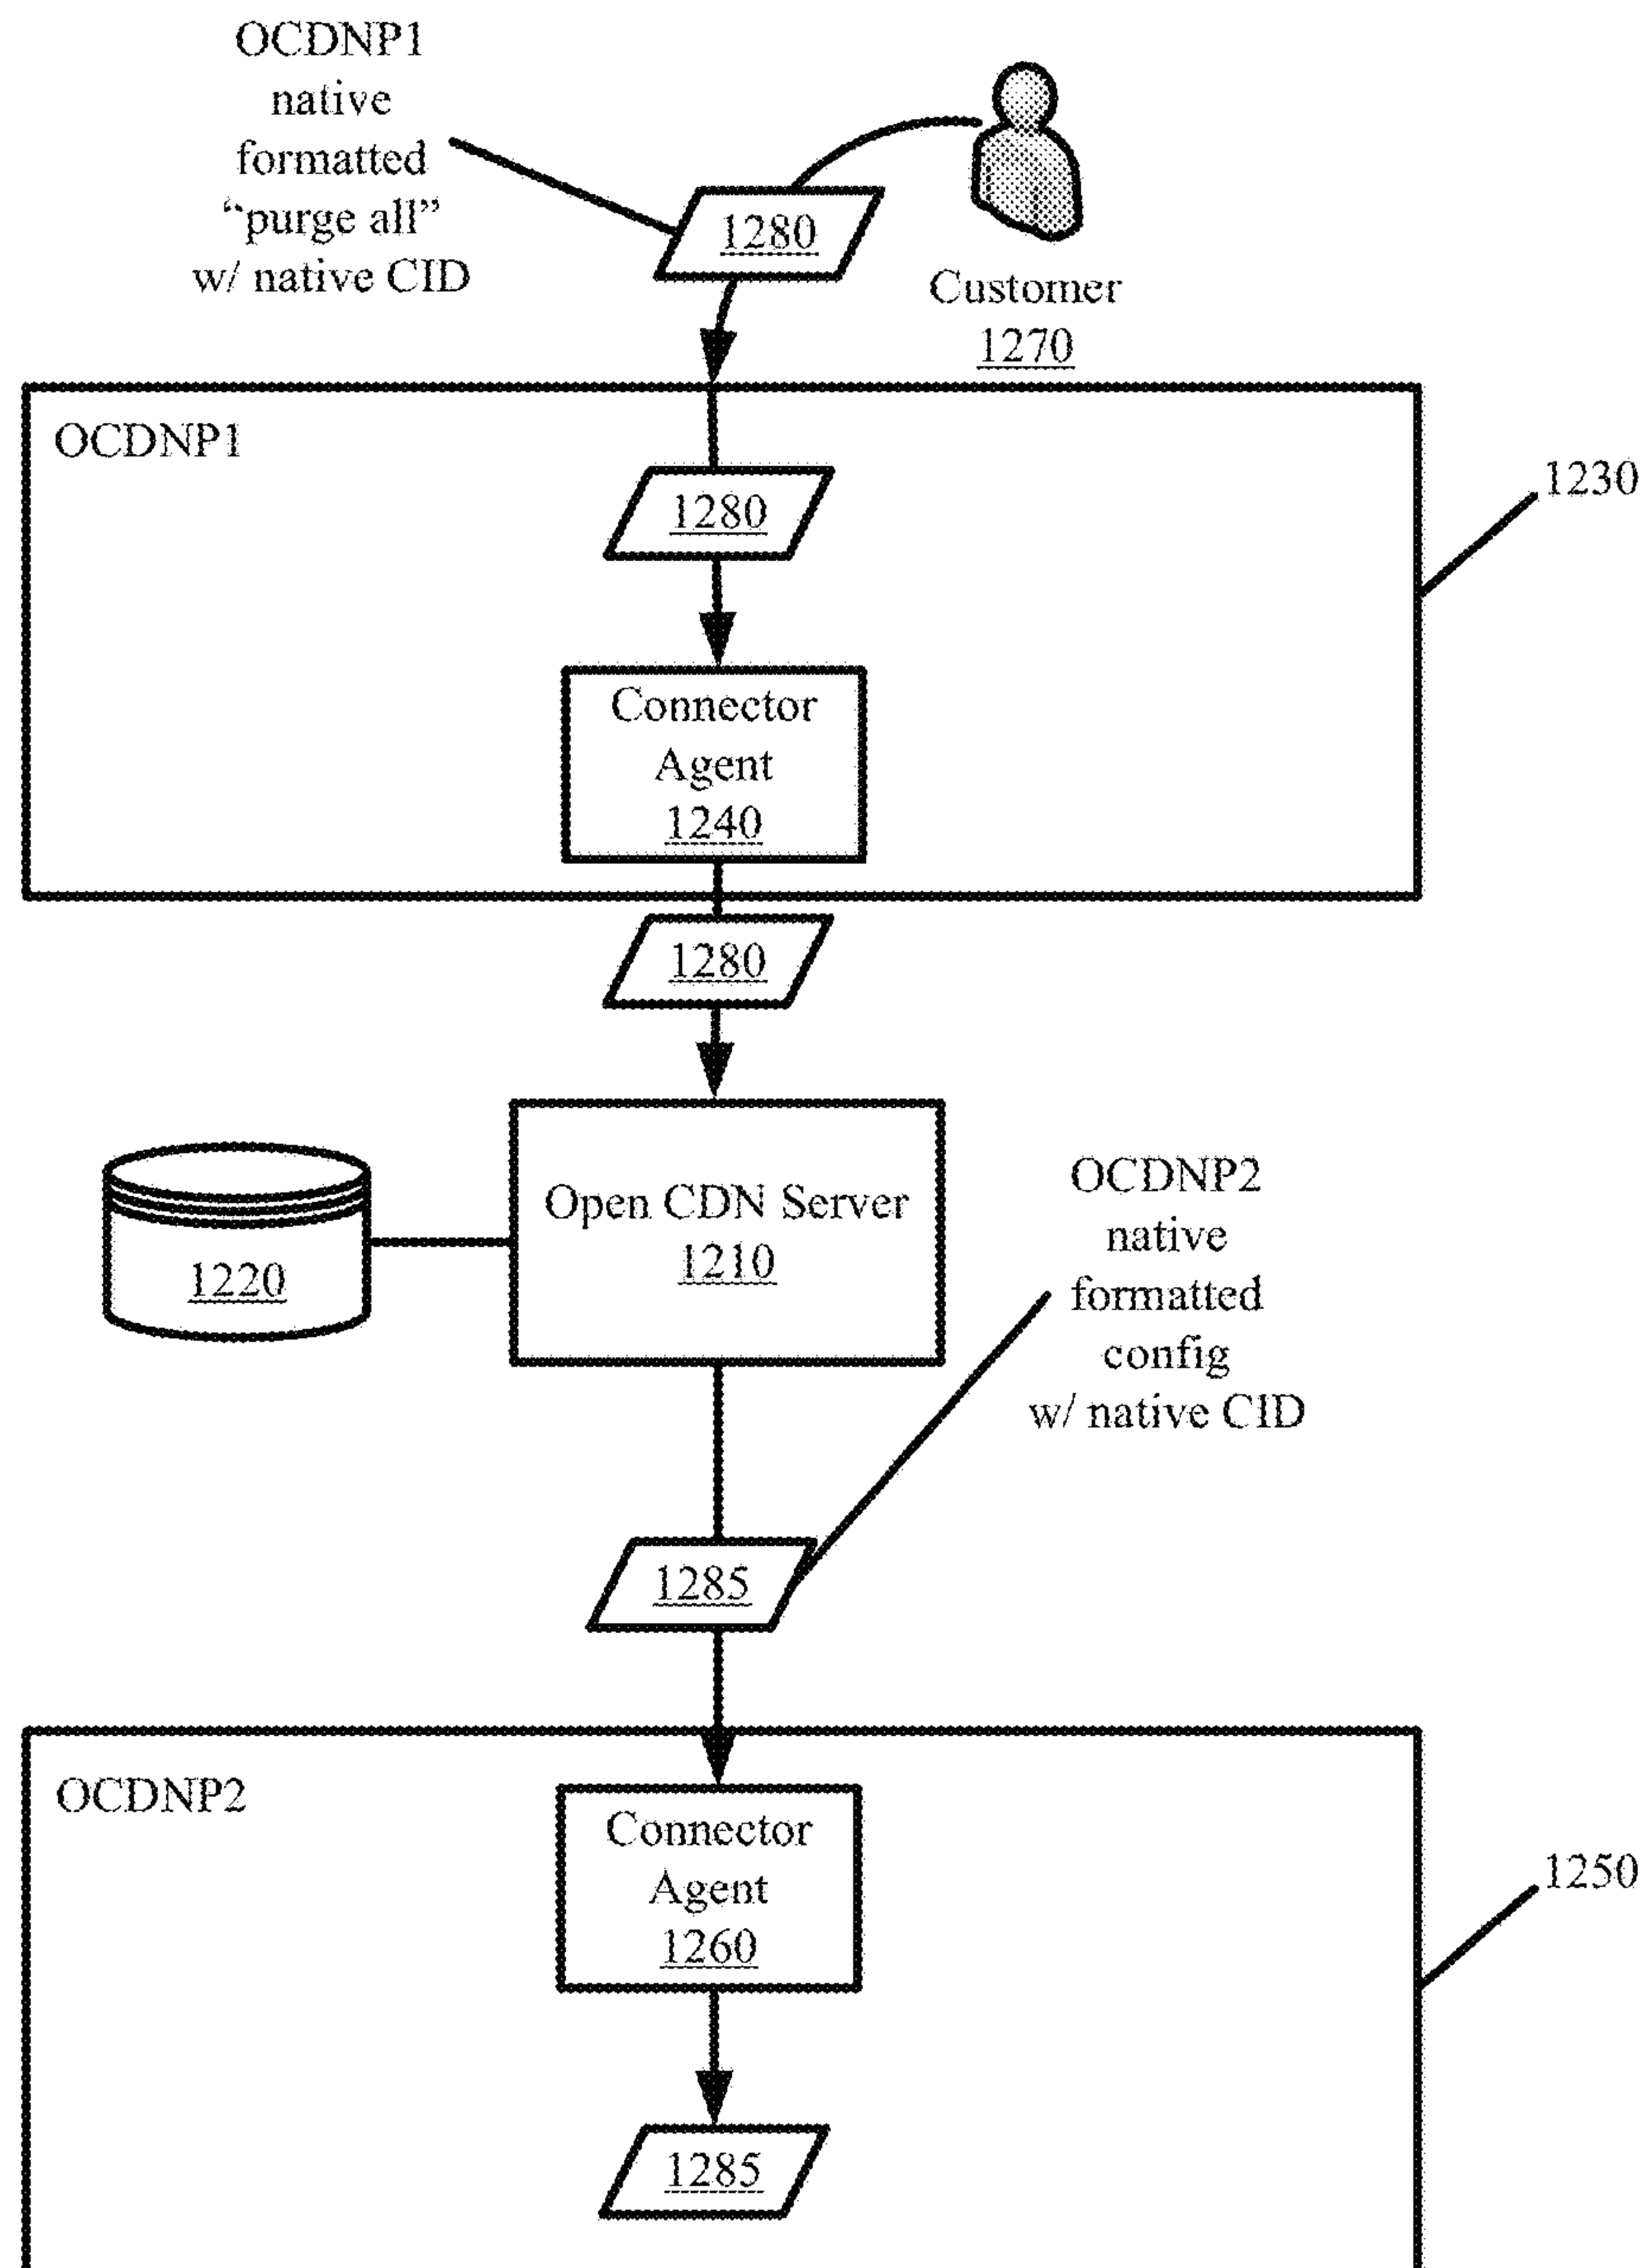 OCDNP1
native
formatted
“purge all”
w/ native CID
1280
Customer
1270
OCDNP1
1280
1230
Connector
Agent
1240
1280
Open CDN Server
1210
1220
OCDNP2
native
formatted
config
w/ native CID
1285
OCDNP2
Connector
Agent
1260
1250
1285